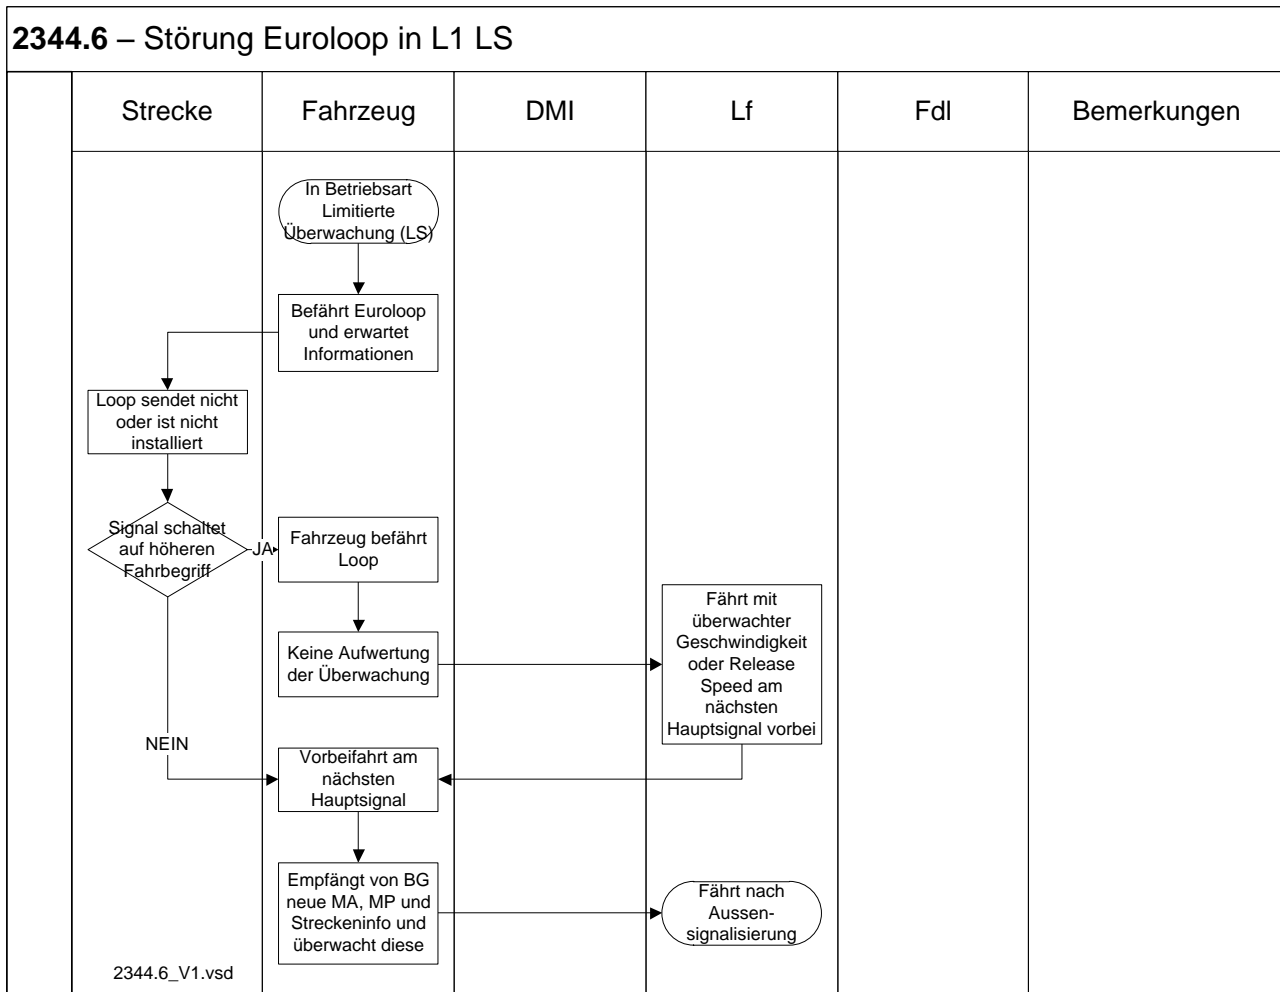 2344.6 – Störung Euroloop in L1 LS
Strecke
Fahrzeug
DMI
Lf
Fdl
Bemerkungen
In Betriebsart
Limitierte
Überwachung (LS)
Befährt Euroloop
und erwartet
Informationen
Loop sendet nicht
oder ist nicht
installiert
Signal schaltet
auf höheren
Fahrbegriff
JA
Fahrzeug befährt
Loop
Keine Aufwertung
der Überwachung
Fährt mit
überwachter
Geschwindigkeit
oder Release
Speed am
nächsten
Hauptsignal vorbei
NEIN
Vorbeifahrt am
nächsten
Hauptsignal
Empfängt von BG
neue MA, MP und
Streckeninfo und
überwacht diese
Fährt nach
Aussen-
signalisierung
2344.6_V1.vsd